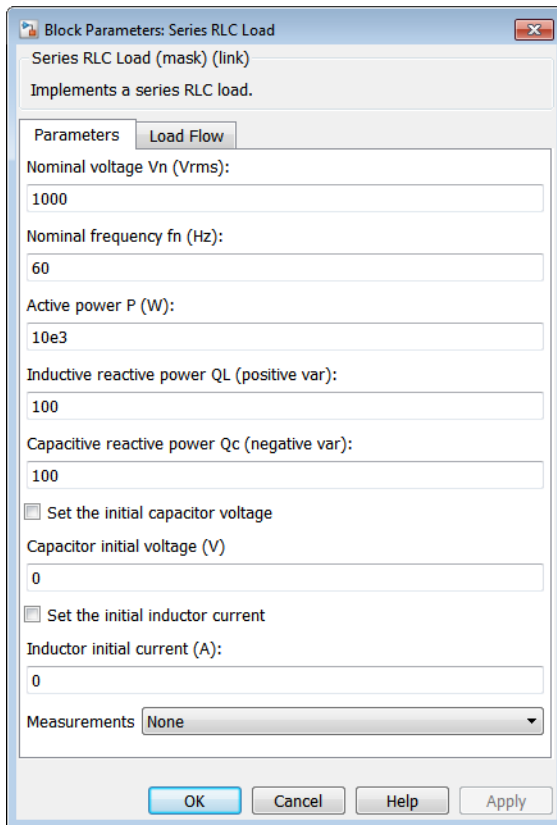 Block Parameters: Series RLC Load
Series RLC Load (mask) (link)
Implements a series RLC load.
Parameters Load Flow
Nominal voltage Vn (Vrms):
1000
Nominal frequency fn (Hz):
60
Active power P (W):
10e3
Inductive reactive power QL (positive var):
100
Capacitive reactive power Qc (negative var):
100
Set the initial capacitor voltage
Capacitor initial voltage (V)
0
Set the initial inductor current
Inductor initial current (A):
0
Measurements None
OK Cancel Help Apply